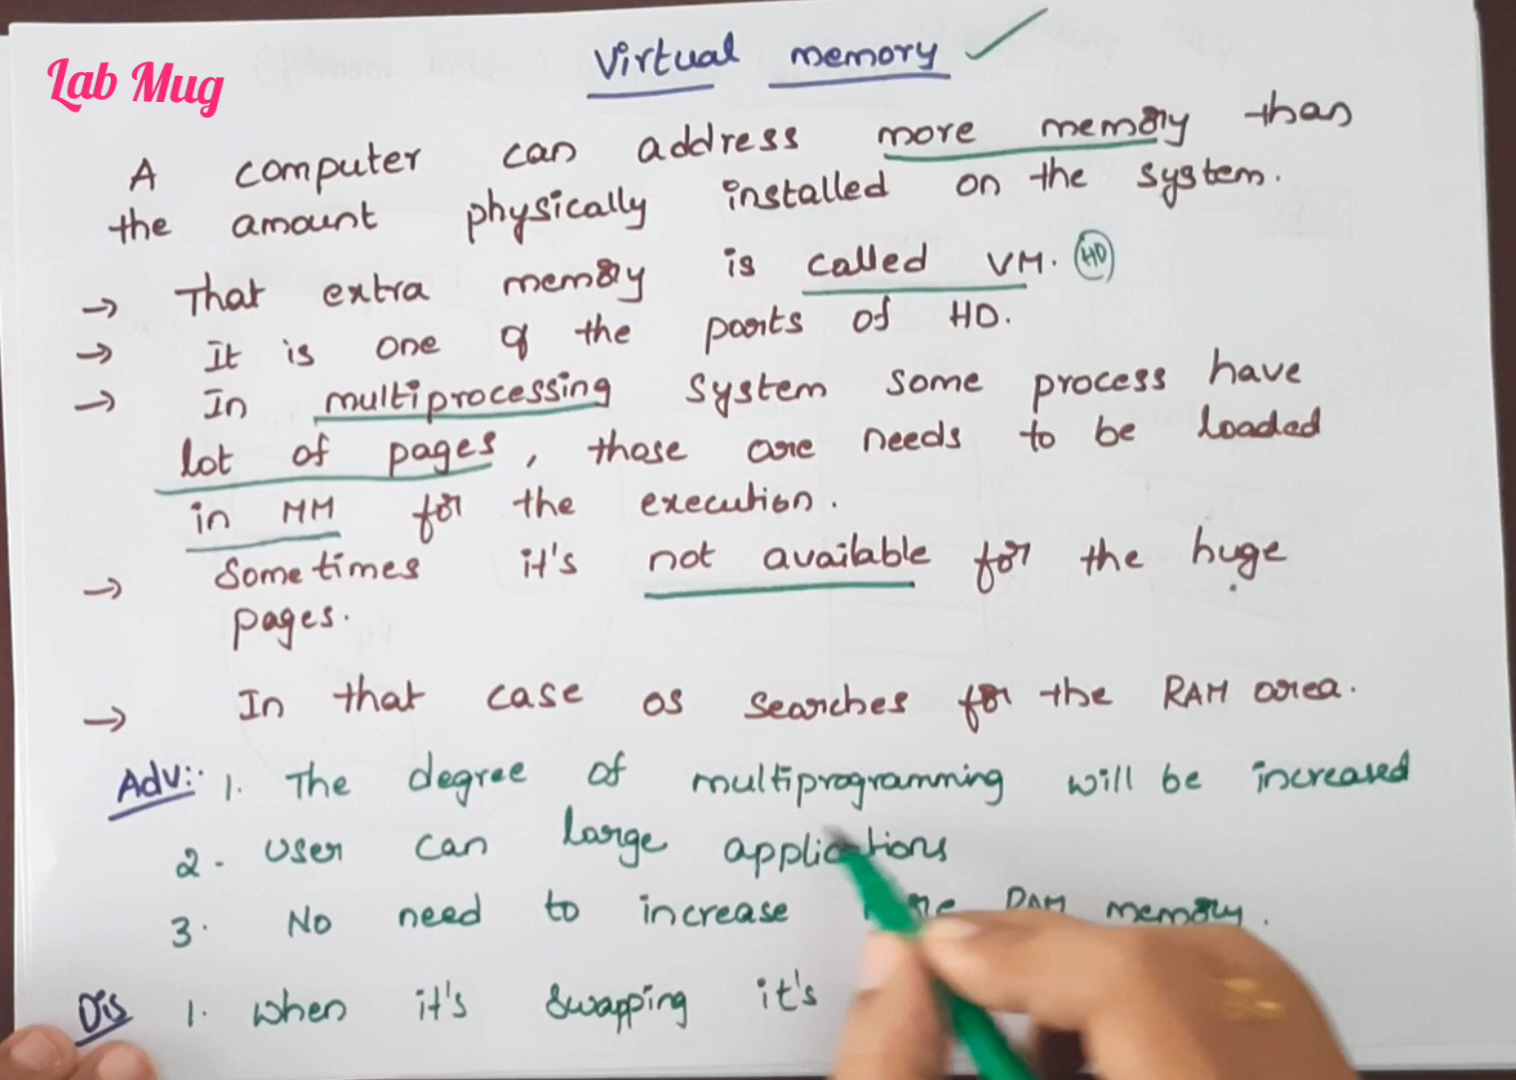 Lab Mug
Virtual memory
A computer can address more memory than
the amount physically installed on the system.
→ That extra memory is called VM. HD
→ It is one of the parts of HD.
→ In multiprocessing system some process have
lot of pages, those are needs to be loaded
in MM for the execution.
→ Sometimes it's not available for the huge
pages.
→ In that case os searches for the RAM area.
Adv:- 1. The degree of multiprogramming will be increased
2. user can large applications
3. No need to increase RAM memory.
Dis 1. when it's swapping it's